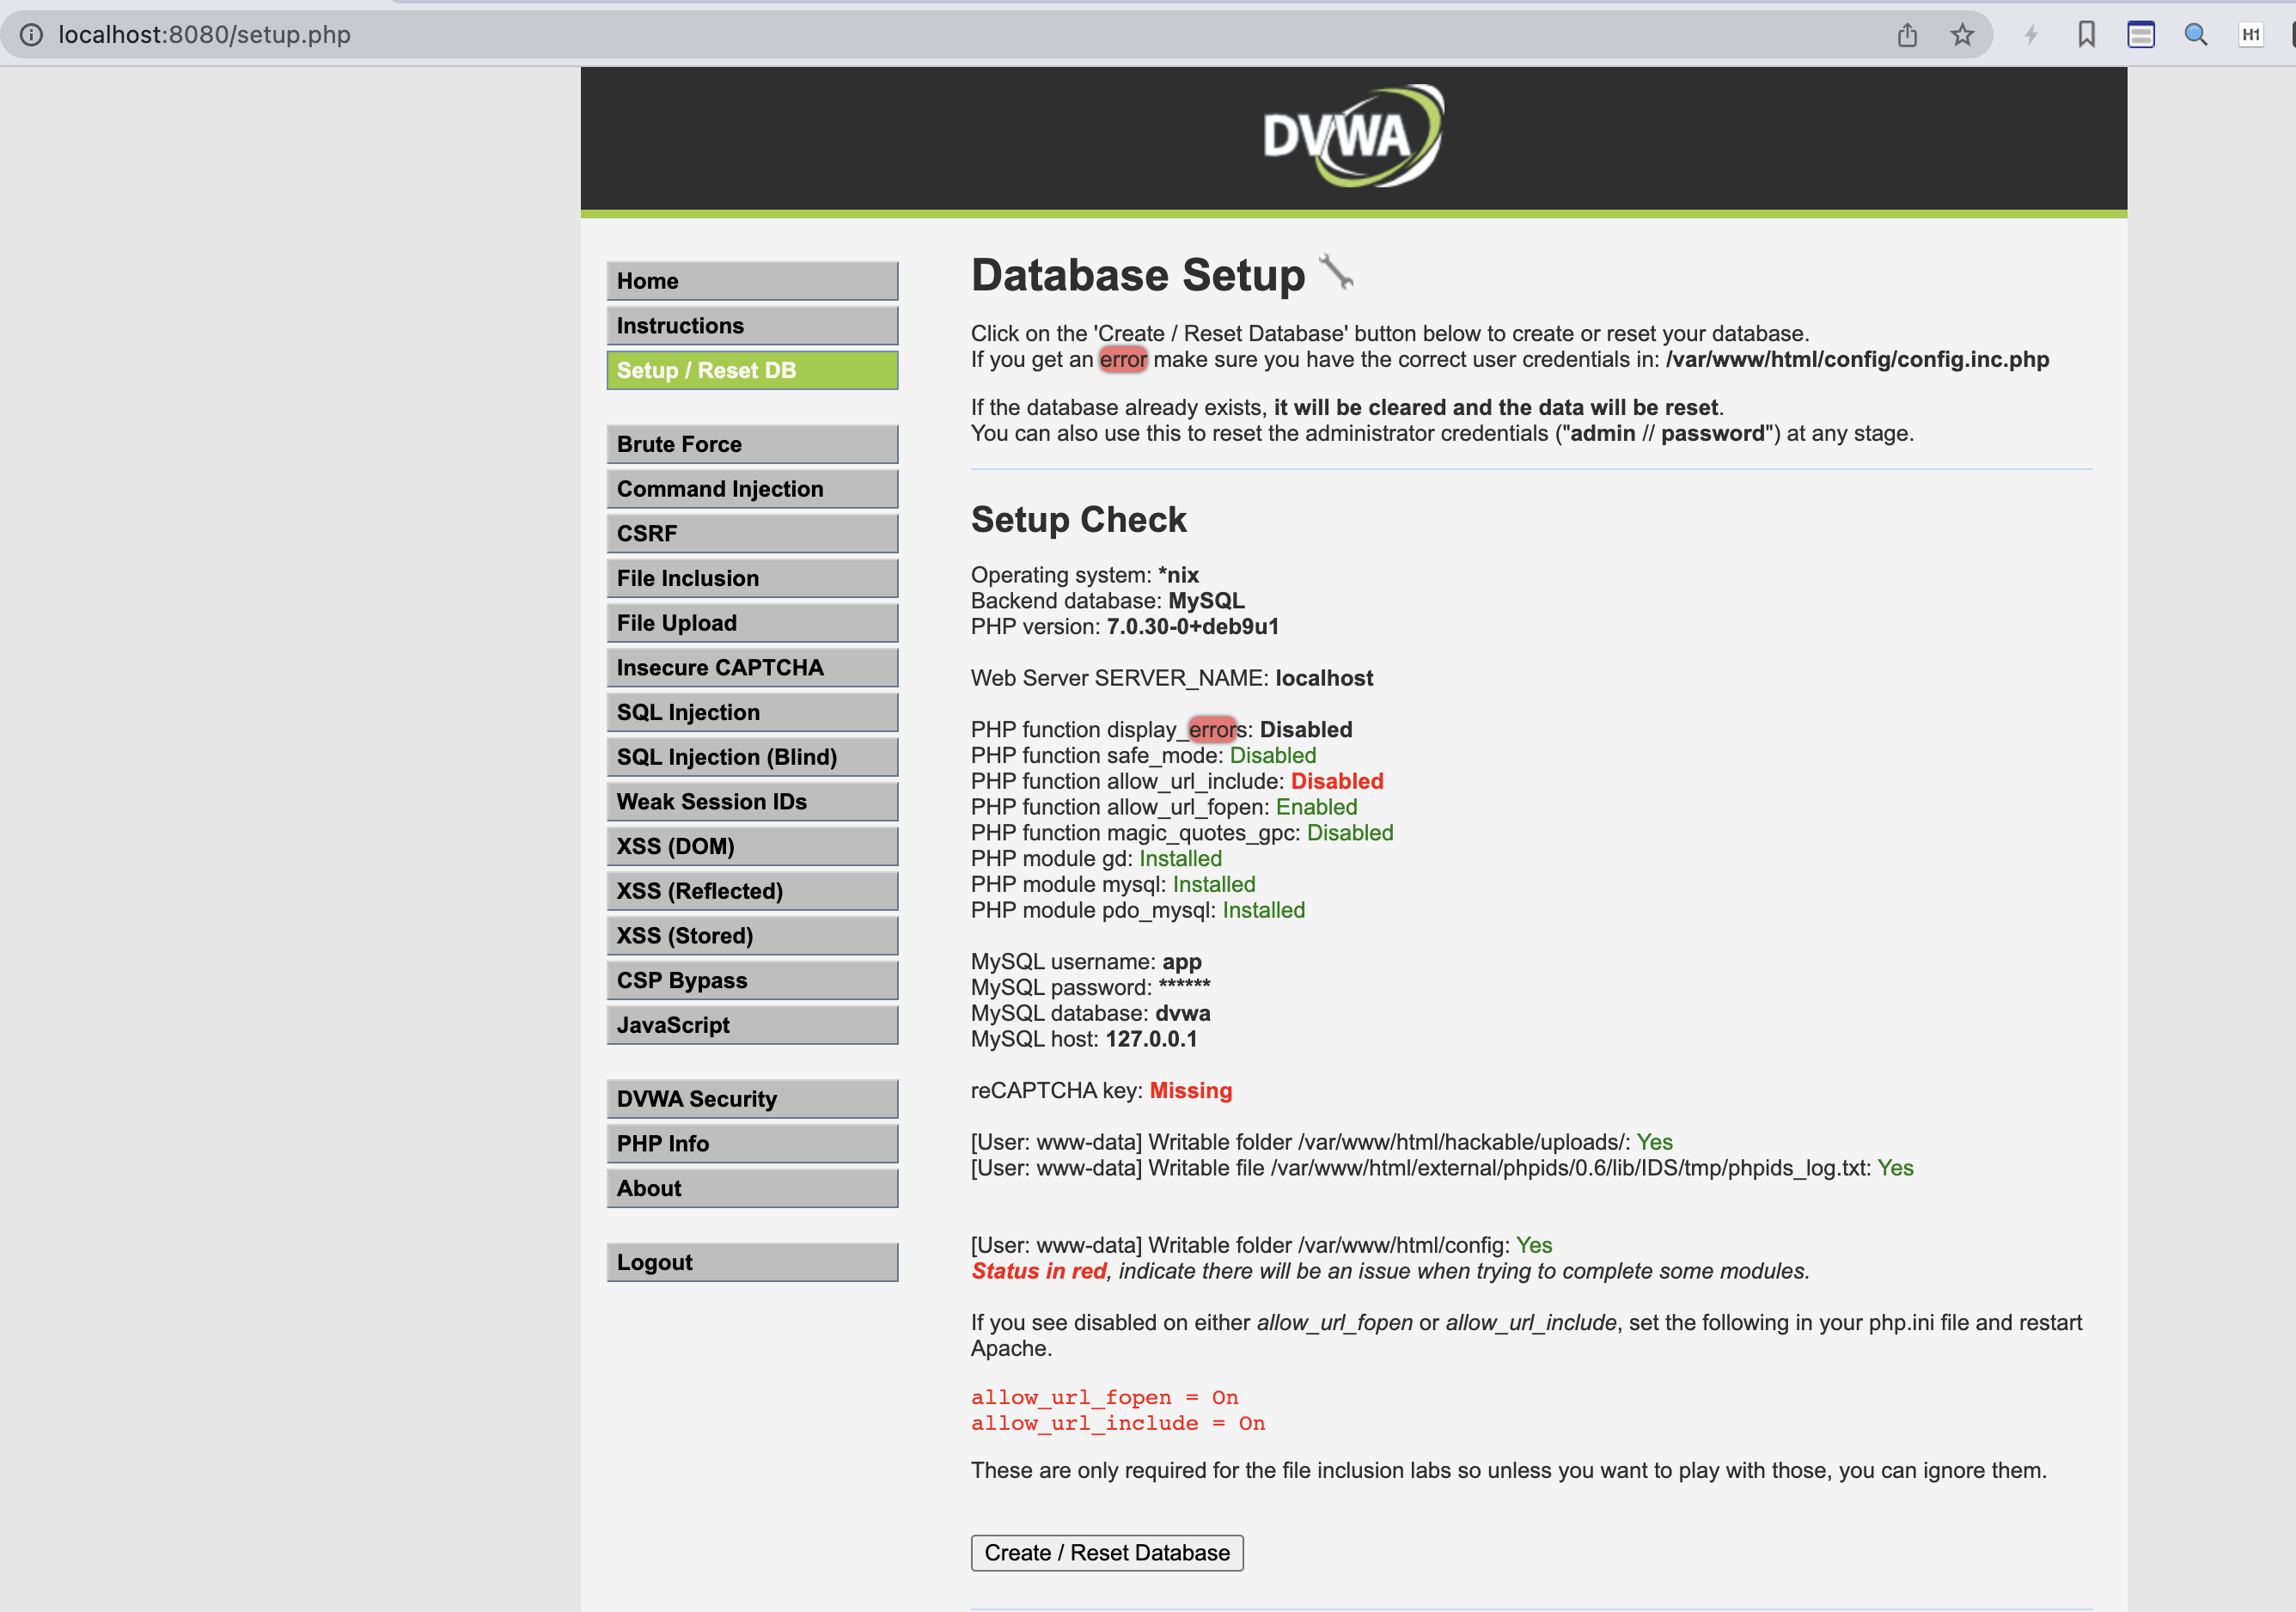 localhost:8080/setup.php
H1
DVWA
Home
Instructions
Setup / Reset DB
Brute Force
Command Injection
CSRF
File Inclusion
File Upload
Insecure CAPTCHA
SQL Injection
SQL Injection (Blind)
Weak Session IDs
XSS (DOM)
XSS (Reflected)
XSS (Stored)
CSP Bypass
JavaScript
DVWA Security
PHP Info
About
Logout
Database Setup
Click on the 'Create / Reset Database' button below to create or reset your database.
If you get an error make sure you have the correct user credentials in: /var/www/html/config/config.inc.php
If the database already exists, it will be cleared and the data will be reset.
You can also use this to reset the administrator credentials ("admin // password") at any stage.
Setup Check
Operating system: *nix
Backend database: MySQL
PHP version: 7.0.30-0+deb9u1
Web Server SERVER_NAME: localhost
PHP function display_errors: Disabled
PHP function safe_mode: Disabled
PHP function allow_url_include: Disabled
PHP function allow_url_fopen: Enabled
PHP function magic_quotes_gpc: Disabled
PHP module gd: Installed
PHP module mysql: Installed
PHP module pdo_mysql: Installed
MySQL username: app
MySQL password: ******
MySQL database: dvwa
MySQL host: 127.0.0.1
reCAPTCHA key: Missing
[User: www-data] Writable folder /var/www/html/hackable/uploads/: Yes
[User: www-data] Writable file /var/www/html/external/phpids/0.6/lib/IDS/tmp/phpids_log.txt: Yes
[User: www-data] Writable folder /var/www/html/config: Yes
Status in red, indicate there will be an issue when trying to complete some modules.
If you see disabled on either allow_url_fopen or allow_url_include, set the following in your php.ini file and restart
Apache.
allow_url_fopen = On
allow_url_include = On
These are only required for the file inclusion labs so unless you want to play with those, you can ignore them.
Create / Reset Database